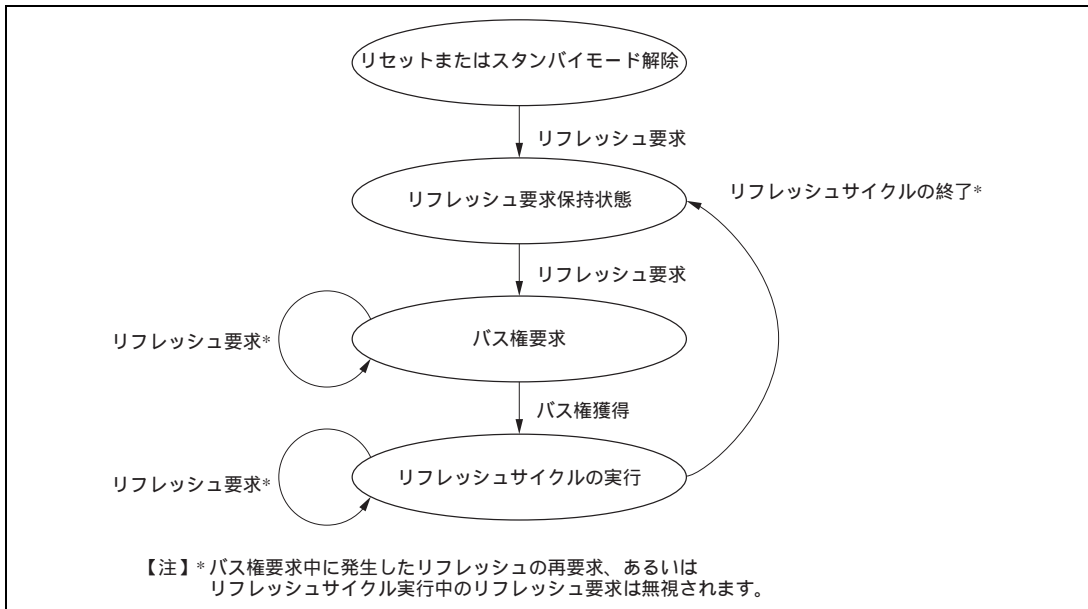 リセットまたはスタンバイモード解除
リフレッシュ要求
リフレッシュ要求保持状態
リフレッシュサイクルの終了*
リフレッシュ要求
リフレッシュ要求*
バス権要求
バス権獲得
リフレッシュ要求*
リフレッシュサイクルの実行
【注】* バス権要求中に発生したリフレッシュの再要求、あるいは
リフレッシュサイクル実行中のリフレッシュ要求は無視されます。